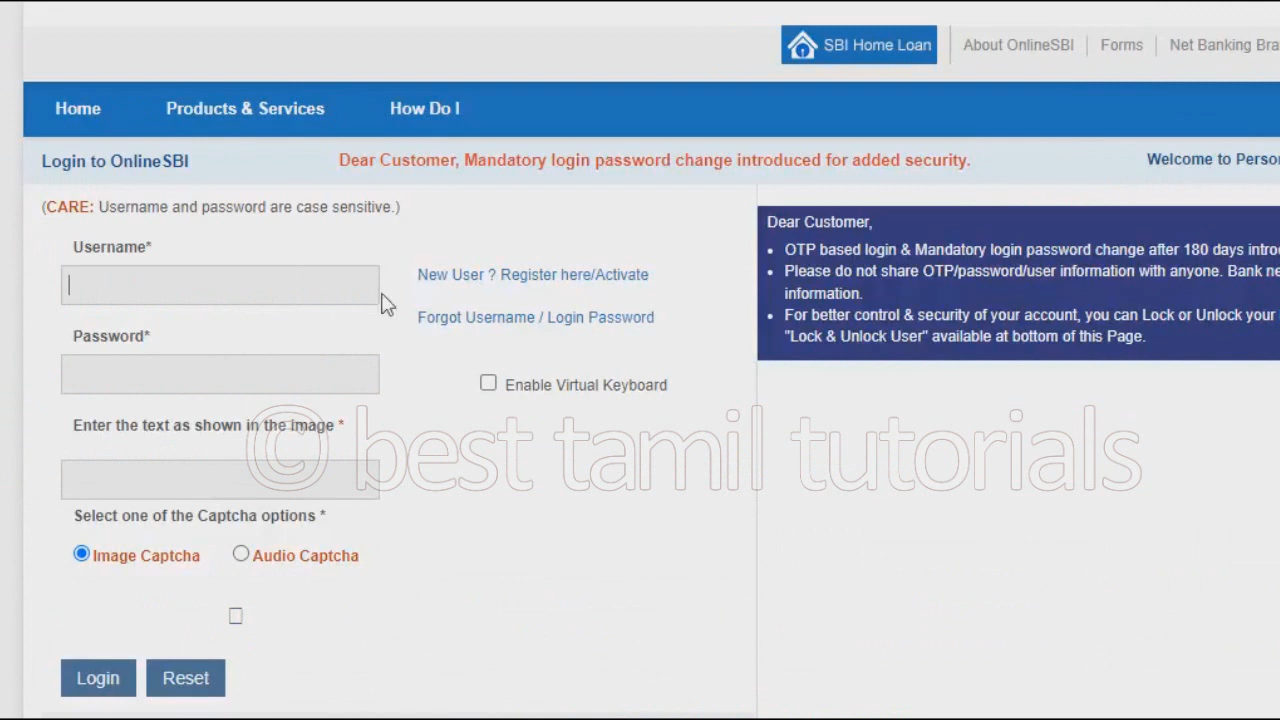 SBI Home Loan
About OnlineSBI
Forms
Net Banking
Home
Products & Services
How Do I
Login to OnlineSBI
Dear Customer, Mandatory login password change introduced for added security.
Welcome to
(CARE: Username and password are case sensitive.)
Username*
New User ? Register here/Activate
Forgot Username / Login Password
Password*
Enable Virtual Keyboard
Enter the text as shown in the Image *
Select one of the Captcha options *
Image Captcha
Audio Captcha
Login
Reset
Dear Customer,
OTP based login & Mandatory login password change after 180 days
Please do not share OTP/password/user information with anyone. Bank
information.
For better control & security of your account, you can Lock or Unlock your
"Lock & Unlock User" available at bottom of this Page.
© best tamil tutorials